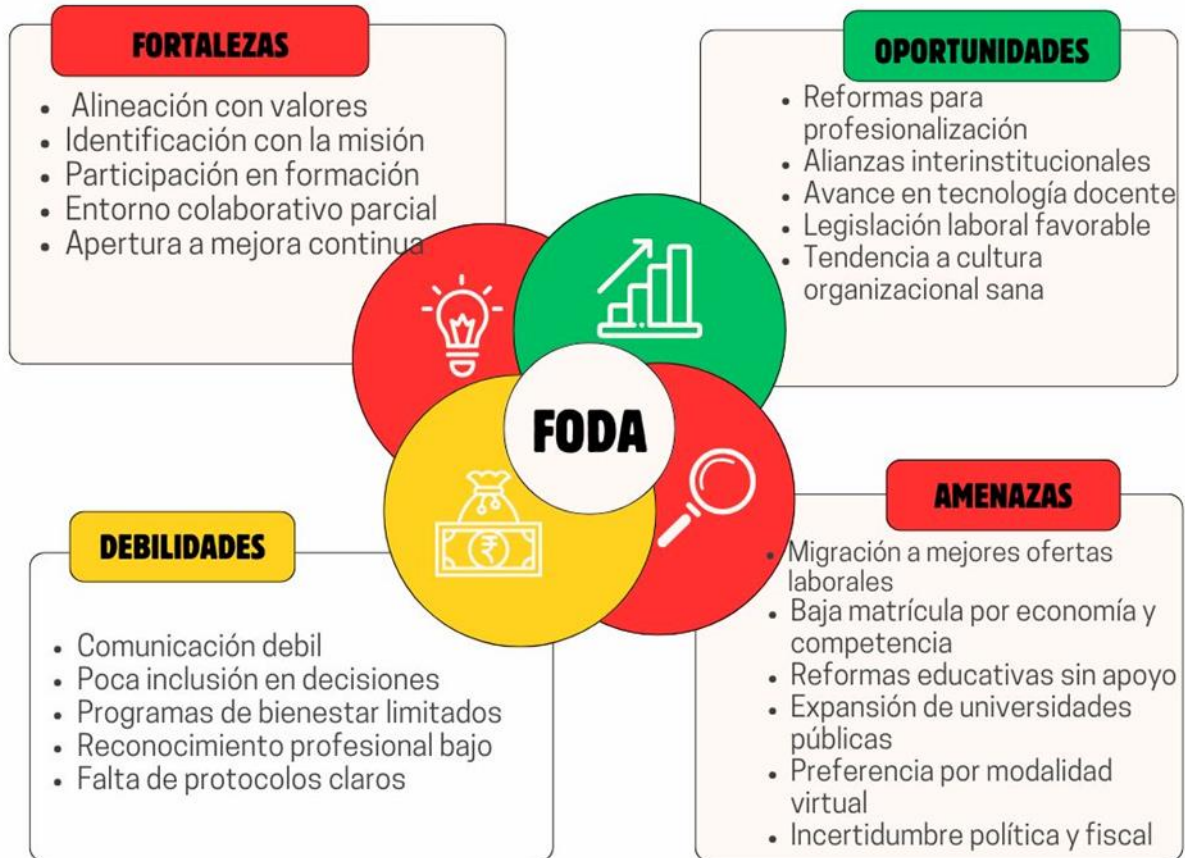 FORTALEZAS
• Alineación con valores
• Identificación con la misión
• Participación en formación
• Entorno colaborativo parcial
• Apertura a mejora continua
OPORTUNIDADES
• Reformas para
profesionalización
• Alianzas interinstitucionales
• Avance en tecnología docente
• Legislación laboral favorable
• Tendencia a cultura
organizacional sana
FODA
DEBILIDADES
• Comunicación debil
• Poca inclusión en decisiones
• Programas de bienestar limitados
• Reconocimiento profesional bajo
• Falta de protocolos claros
₹
AMENAZAS
• Migración a mejores ofertas
laborales
• Baja matrícula por economía y
competencia
• Reformas educativas sin apoyo
• Expansión de universidades
públicas
• Preferencia por modalidad
virtual
• Incertidumbre política y fiscal